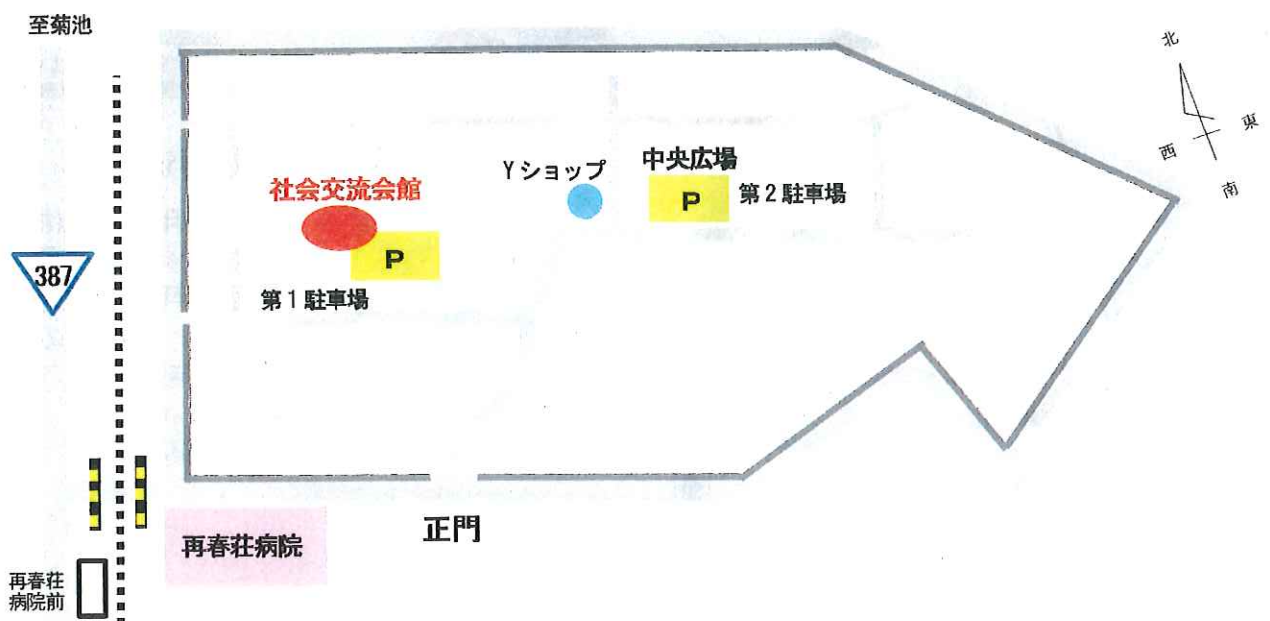 至菊池
北
東
西
南
中央広場
Yショップ
P
第2駐車場
社会交流会館
P
第1駐車場
387
正門
再春荘病院
再春荘
病院前